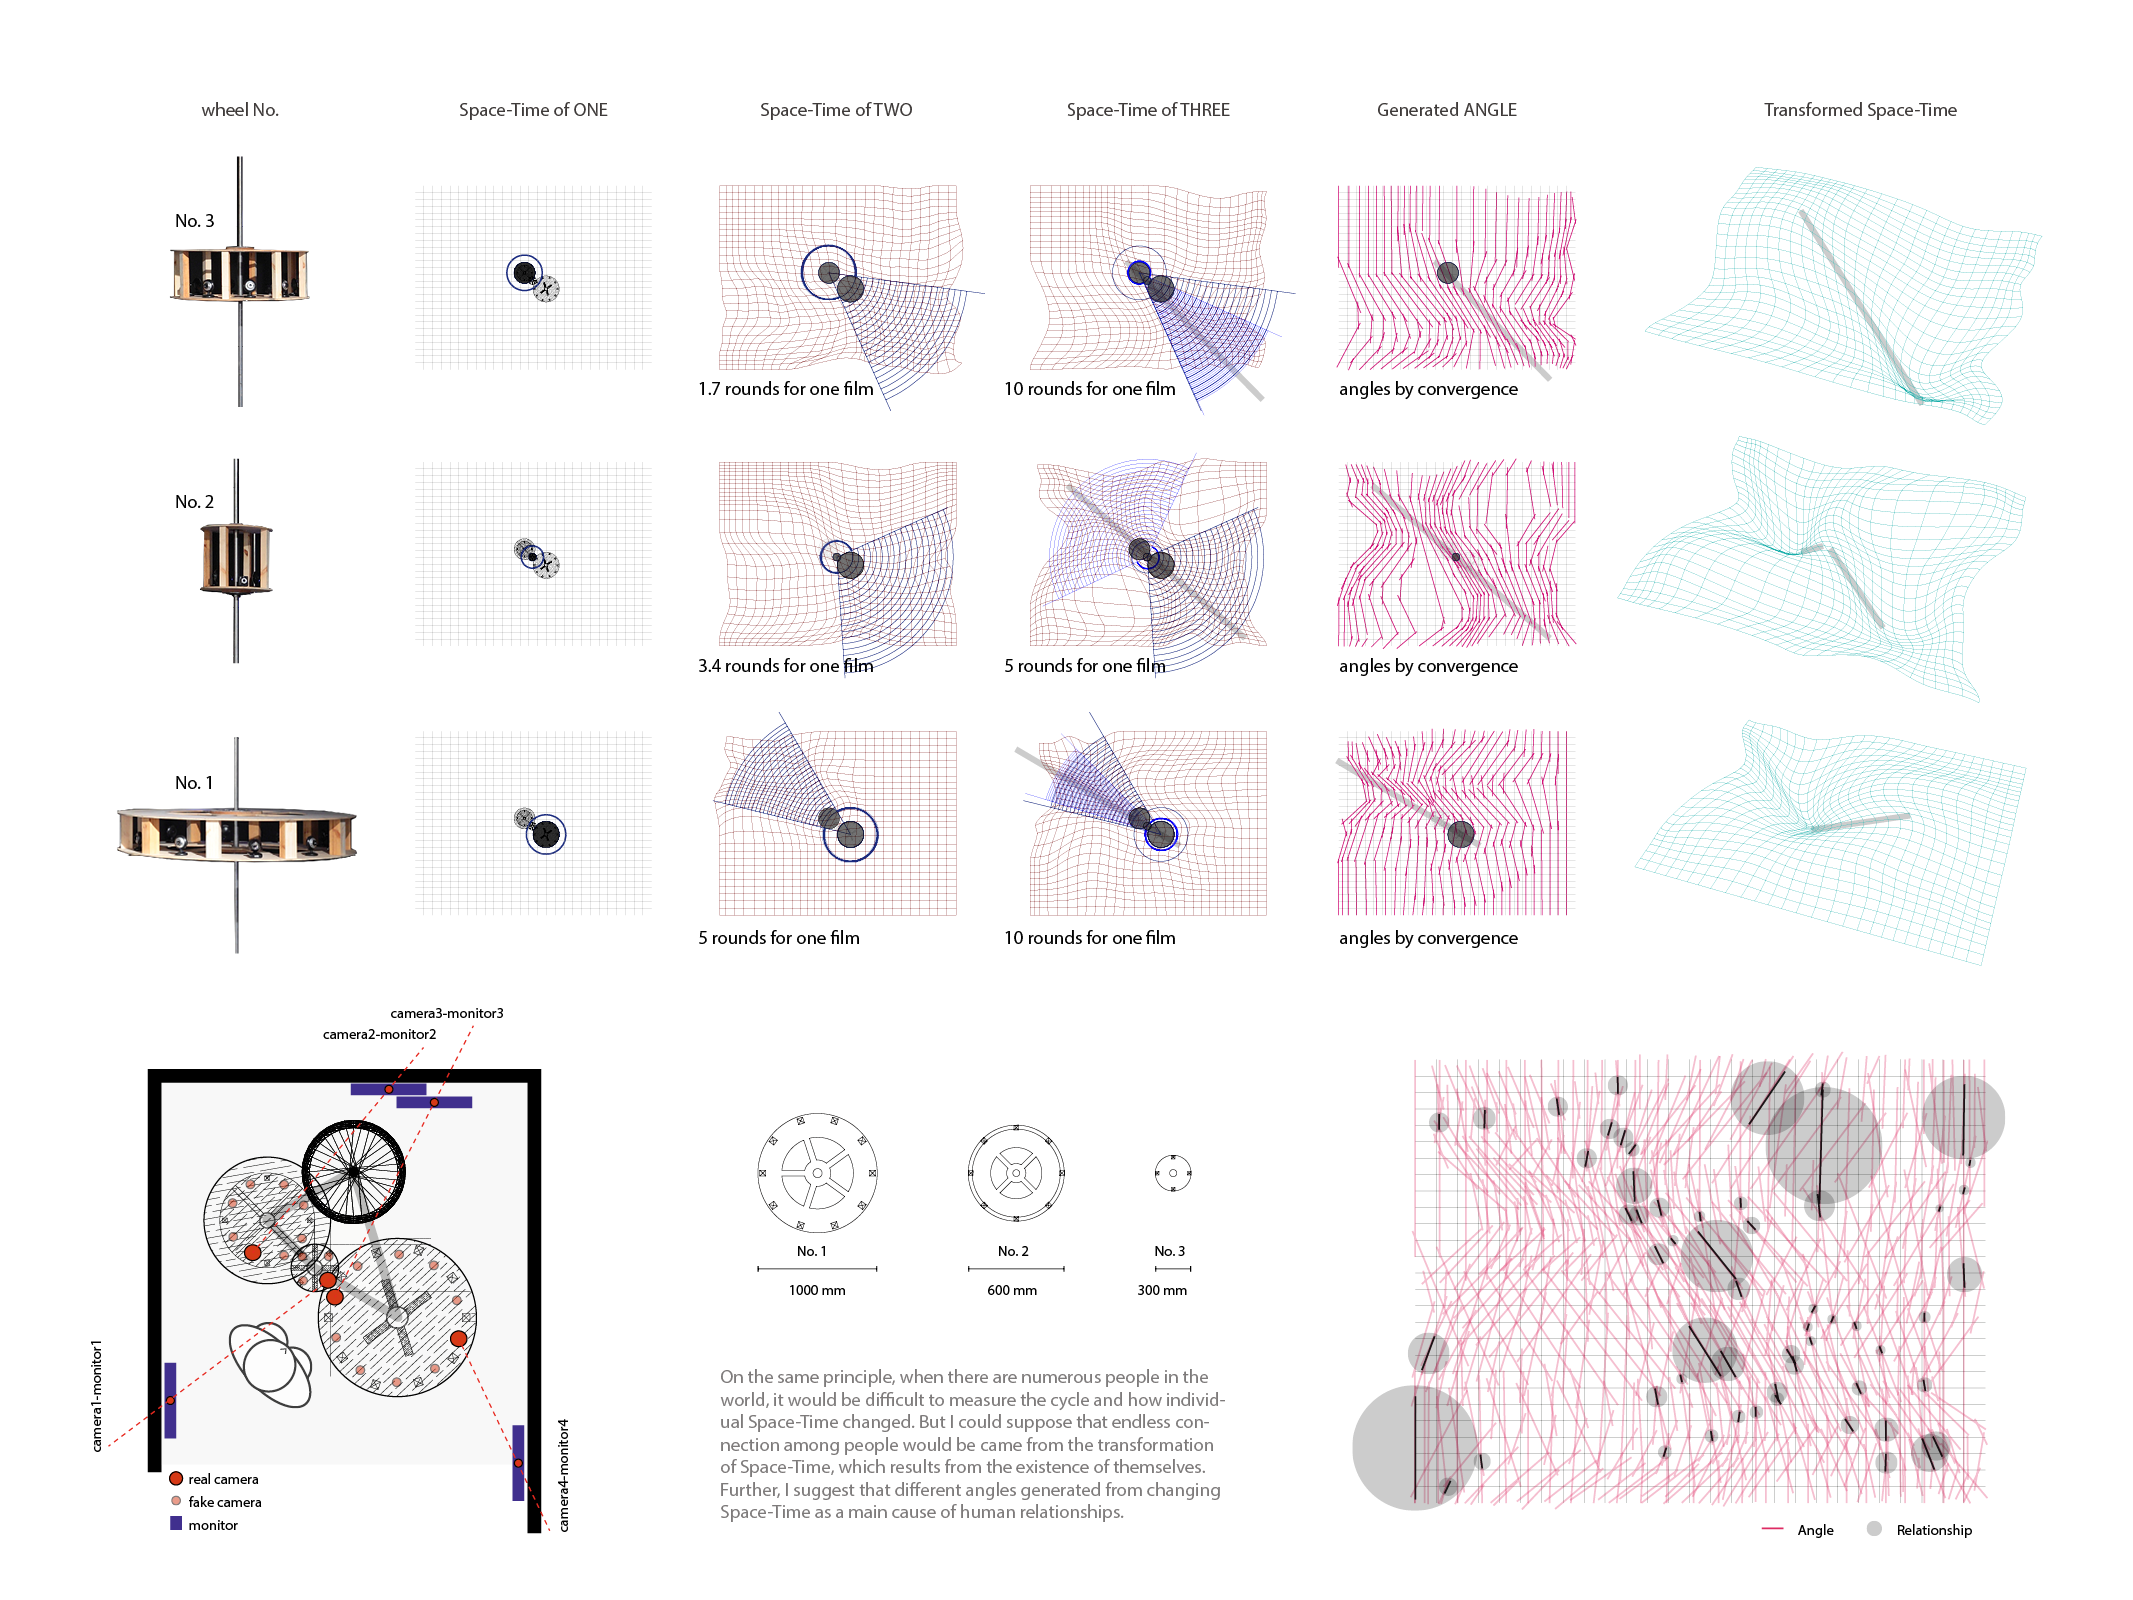 wheel No.
Space-Time of ONE
Space-Time of TWO
Space-Time of THREE
Generated ANGLE
Transformed Space-Time
No. 3
1.7 rounds for one film
10 rounds for one film
angles by convergence
No. 2
3.4 rounds for one film
5 rounds for one film
angles by convergence
No. 1
5 rounds for one film
10 rounds for one film
angles by convergence
camera3-monitor3
camera2-monitor2
camera1-monitor1
camera4-monitor4
real camera
fake camera
monitor
No. 1
No. 2
No. 3
1000 mm
600 mm
300 mm
On the same principle, when there are numerous people in the
world, it would be difficult to measure the cycle and how individ-
ual Space-Time changed. But I could suppose that endless con-
nection among people would be came from the transformation
of Space-Time, which results from the existence of themselves.
Further, I suggest that different angles generated from changing
Space-Time as a main cause of human relationships.
Angle
Relationship